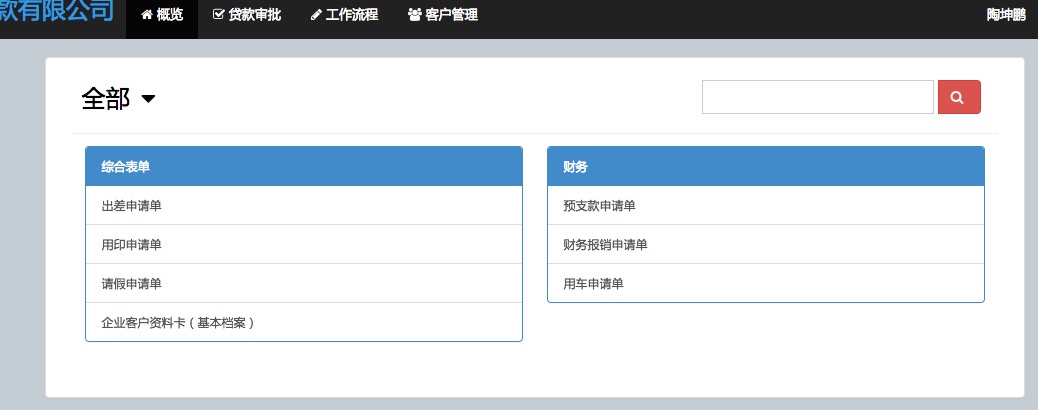 款有限公司 概览 贷款审批 工作流程 客户管理 陶坤鹏
全部
综合表单
出差申请单
用印申请单
请假申请单
企业客户资料卡（基本档案）
财务
预支款申请单
财务报销申请单
用车申请单